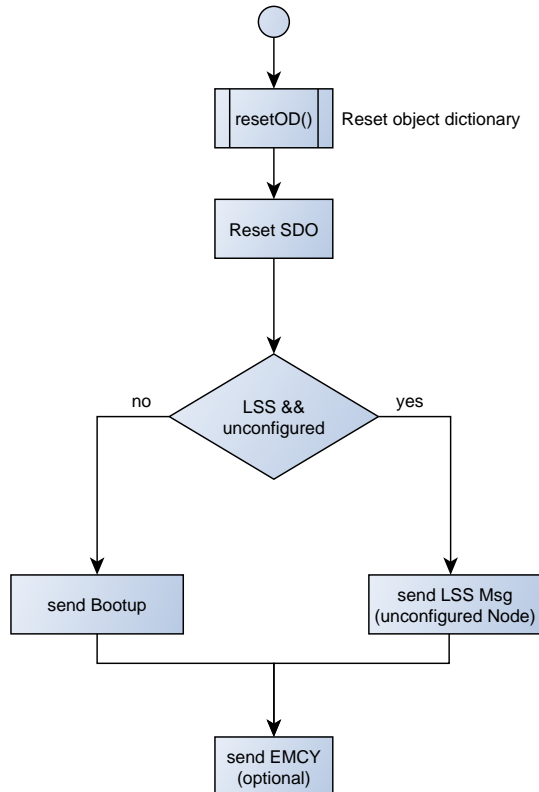 resetOD()
Reset object dictionary
Reset SDO
LSS &&
unconfigured
no
yes
send Bootup
send LSS Msg
(unconfigured Node)
send EMCY
(optional)